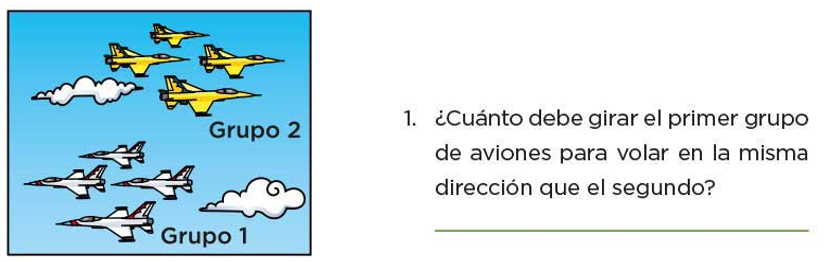 Grupo 2
Grupo 1
1. ¿Cuánto debe girar el primer grupo
de aviones para volar en la misma
dirección que el segundo?